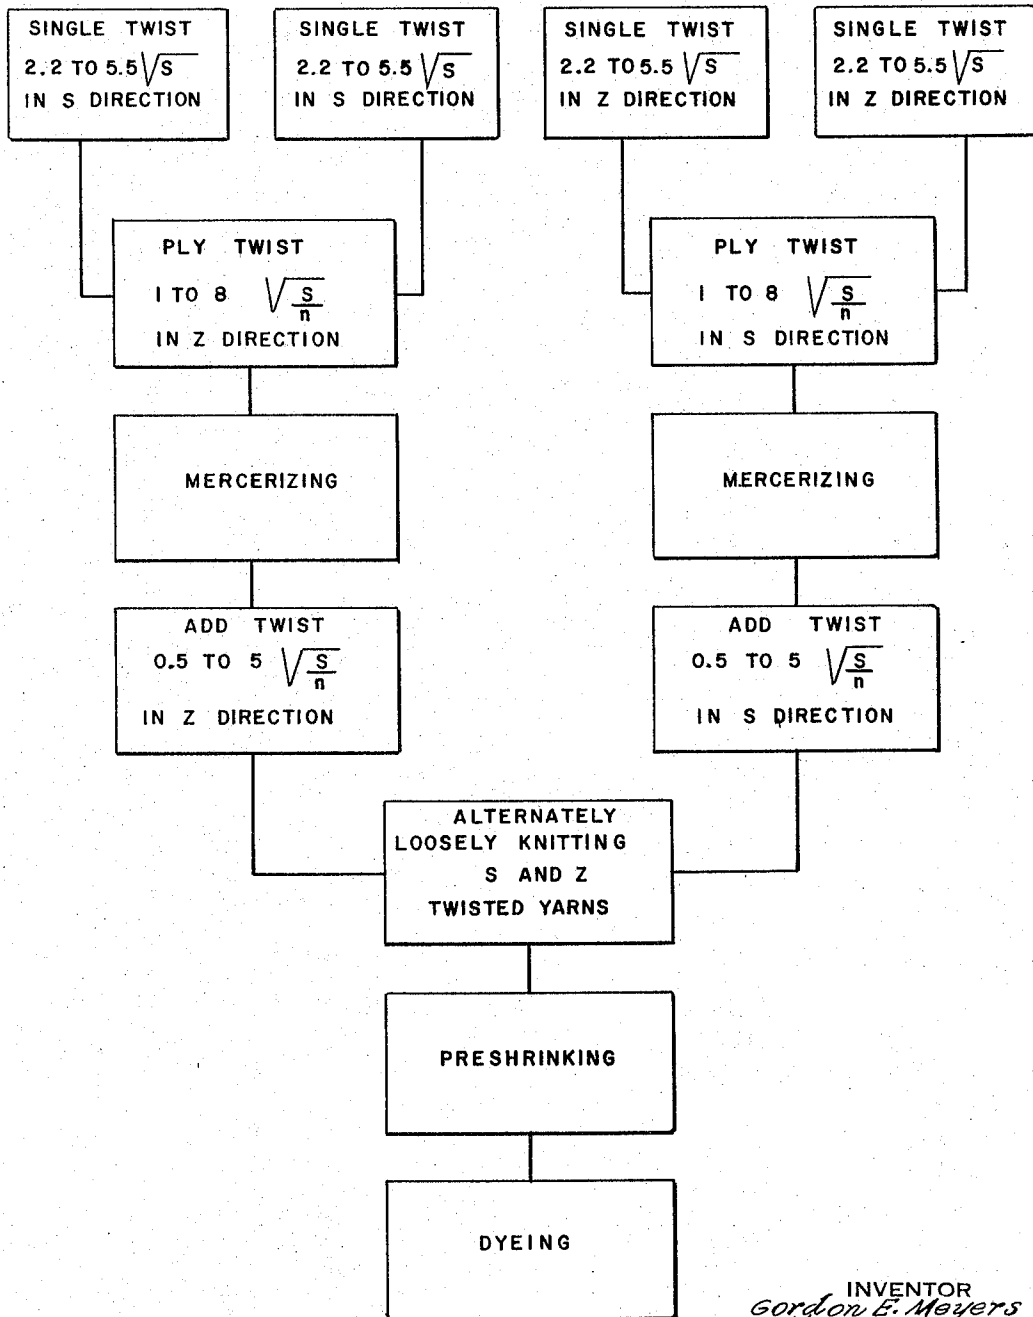 SINGLE TWIST
2.2 TO 5.5 √S
IN S DIRECTION
SINGLE TWIST
2.2 TO 5.5 √S
IN S DIRECTION
SINGLE TWIST
2.2 TO 5.5 √S
IN Z DIRECTION
SINGLE TWIST
2.2 TO 5.5 √S
IN Z DIRECTION
PLY TWIST
1 TO 8 √(S/n)
IN Z DIRECTION
PLY TWIST
1 TO 8 √(S/n)
IN S DIRECTION
MERCERIZING
MERCERIZING
ADD TWIST
0.5 TO 5 √(S/n)
IN Z DIRECTION
ADD TWIST
0.5 TO 5 √(S/n)
IN S DIRECTION
ALTERNATELY
LOOSELY KNITTING
S AND Z
TWISTED YARNS
PRESHRINKING
DYEING
INVENTOR
Gordon E. Meyers